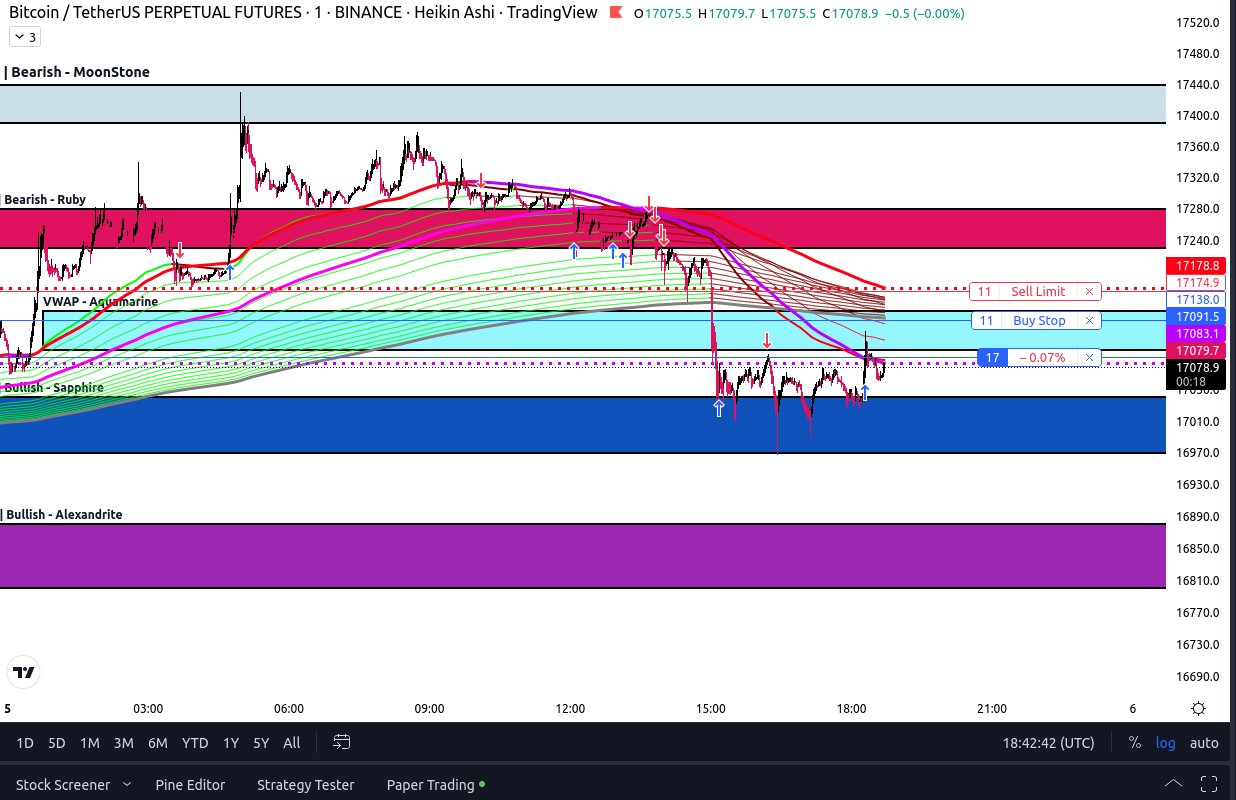 Bitcoin / TetherUS PERPETUAL FUTURES · 1 · BINANCE · Heikin Ashi · TradingView O17075.5 H17079.7 L17075.5 C17078.9 −0.5 (−0.00%)
3
| Bearish - MoonStone
Bearish - Ruby
VWAP - Aquamarine
Bullish - Sapphire
| Bullish - Alexandrite
11 Sell Limit ×
11 Buy Stop ×
17 − 0.07% ×
17520.0
17480.0
17440.0
17400.0
17360.0
17320.0
17280.0
17240.0
17178.8
17174.9
17138.0
17091.5
17083.1
17079.7
17078.9
00:18
17050.0
17010.0
16970.0
16930.0
16890.0
16850.0
16810.0
16770.0
16730.0
16690.0
5 03:00 06:00 09:00 12:00 15:00 18:00 21:00 6
1D 5D 1M 3M 6M YTD 1Y 5Y All 18:42:42 (UTC) % log auto
Stock Screener Pine Editor Strategy Tester Paper Trading